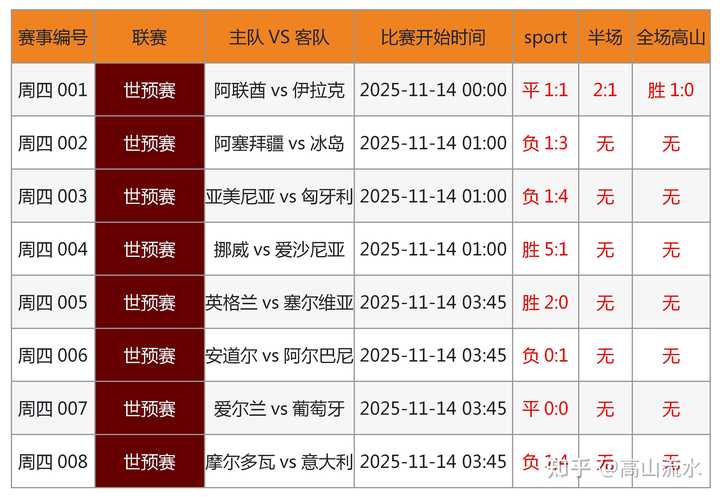 赛事编号 联赛 主队 VS 客队 比赛开始时间 sport 半场 全场高山
周四 001 世预赛 阿联酋 vs 伊拉克 2025-11-14 00:00 平 1:1 2:1 胜 1:0
周四 002 世预赛 阿塞拜疆 vs 冰岛 2025-11-14 01:00 负 1:3 无 无
周四 003 世预赛 亚美尼亚 vs 匈牙利 2025-11-14 01:00 负 1:4 无 无
周四 004 世预赛 挪威 vs 爱沙尼亚 2025-11-14 01:00 胜 5:1 无 无
周四 005 世预赛 英格兰 vs 塞尔维亚 2025-11-14 03:45 胜 2:0 无 无
周四 006 世预赛 安道尔 vs 阿尔巴尼 2025-11-14 03:45 负 0:1 无 无
周四 007 世预赛 爱尔兰 vs 葡萄牙 2025-11-14 03:45 平 0:0 无 无
周四 008 世预赛 摩尔多瓦 vs 意大利 2025-11-14 03:45 负 1:4 无 无
知乎 @高山流水